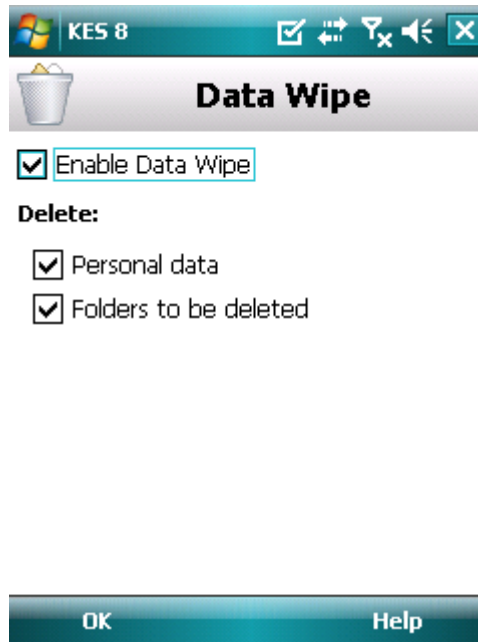 KES 8
Data Wipe
Enable Data Wipe
Delete:
Personal data
Folders to be deleted
OK
Help